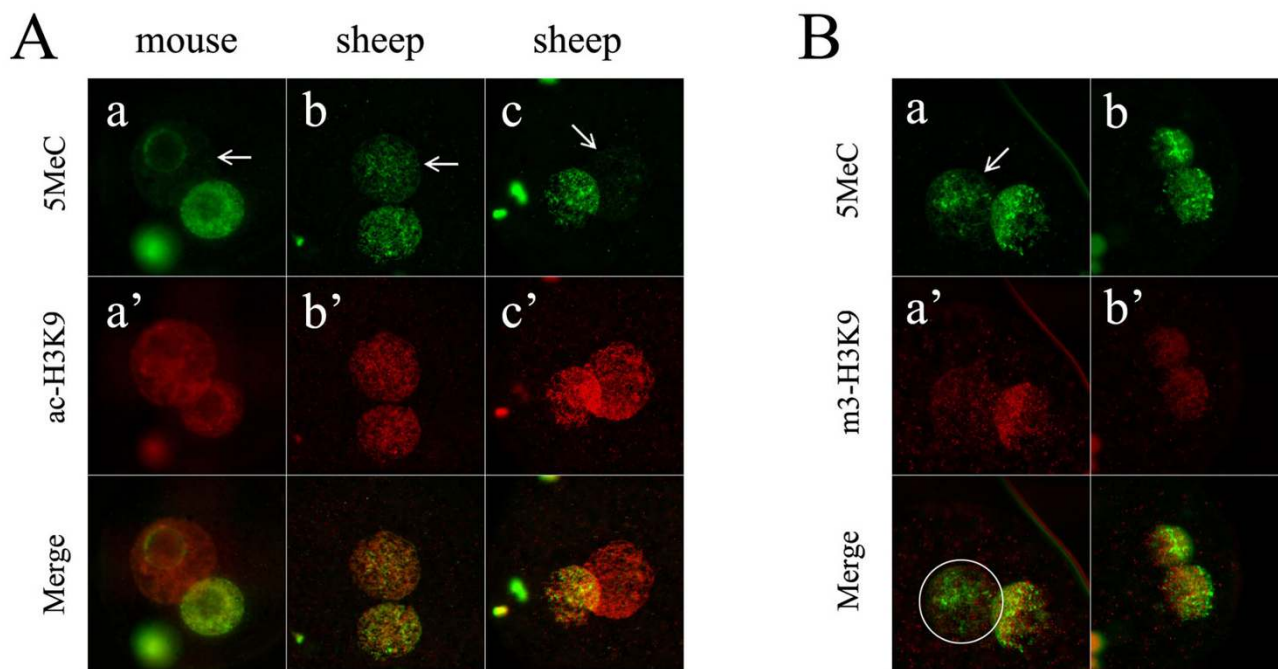 A mouse sheep sheep B
5MeC a b c 5MeC a b
ac-H3K9 a’ b’ c’ m3-H3K9 a’ b’
Merge Merge